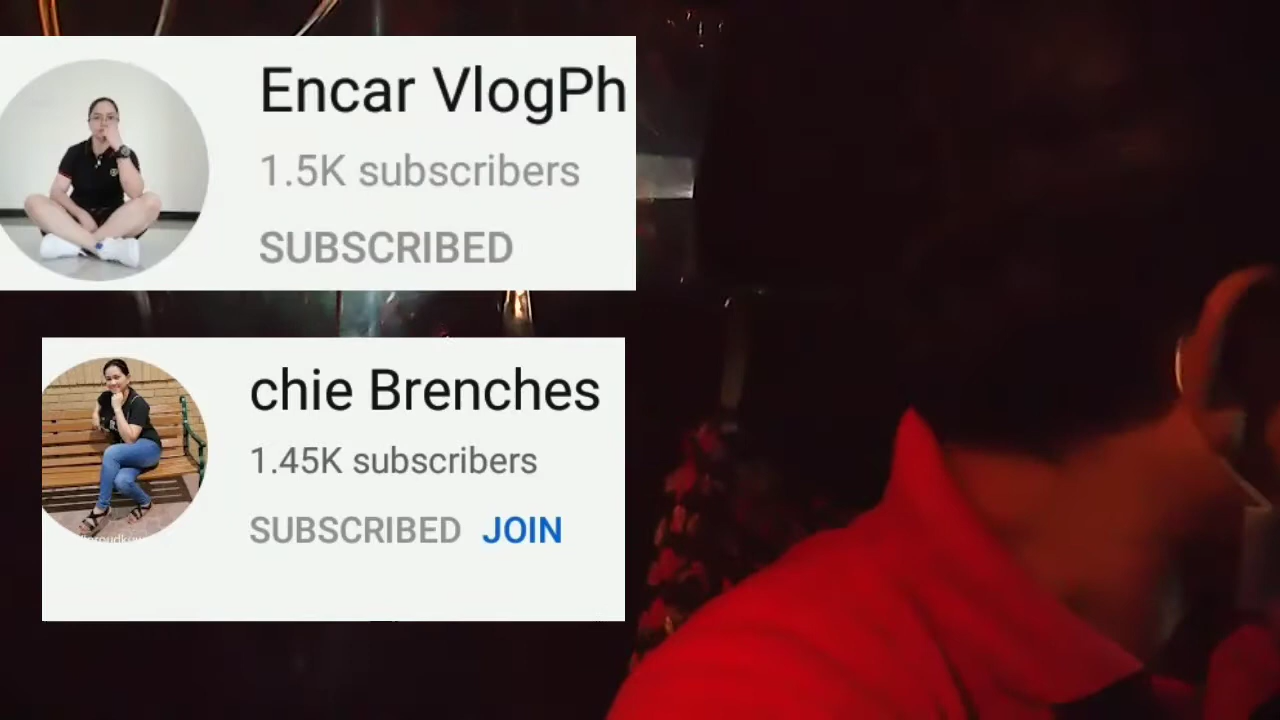 Encar VlogPh
1.5K subscribers
SUBSCRIBED
chie Brenches
1.45K subscribers
SUBSCRIBED JOIN